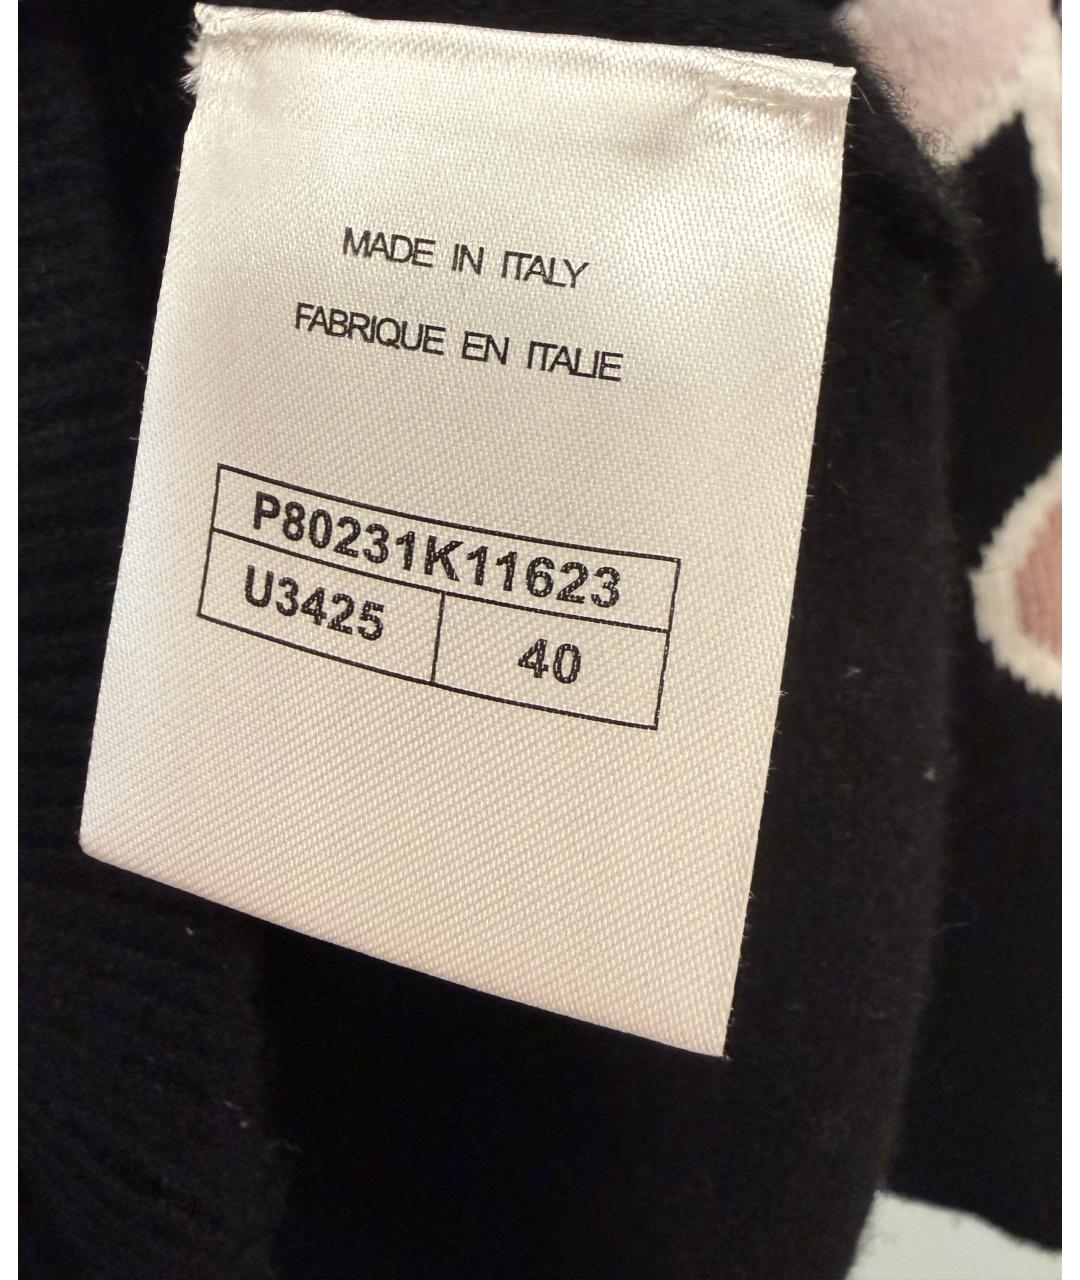 MADE IN ITALY
FABRIQUE EN ITALIE
P80231K11623
U3425 40